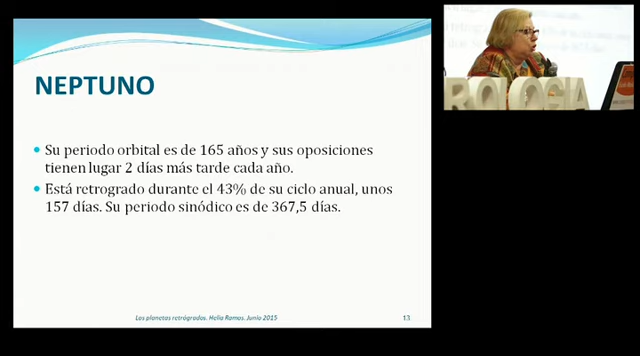 NEPTUNO
Su periodo orbital es de 165 años y sus oposiciones
tienen lugar 2 días más tarde cada año.
Está retrogrado durante el 43% de su ciclo anual, unos
157 días. Su periodo sinódico es de 367,5 días.
Los planetas retrógrados. Helia Ramos. Junio 2015
13
ROLOGIA